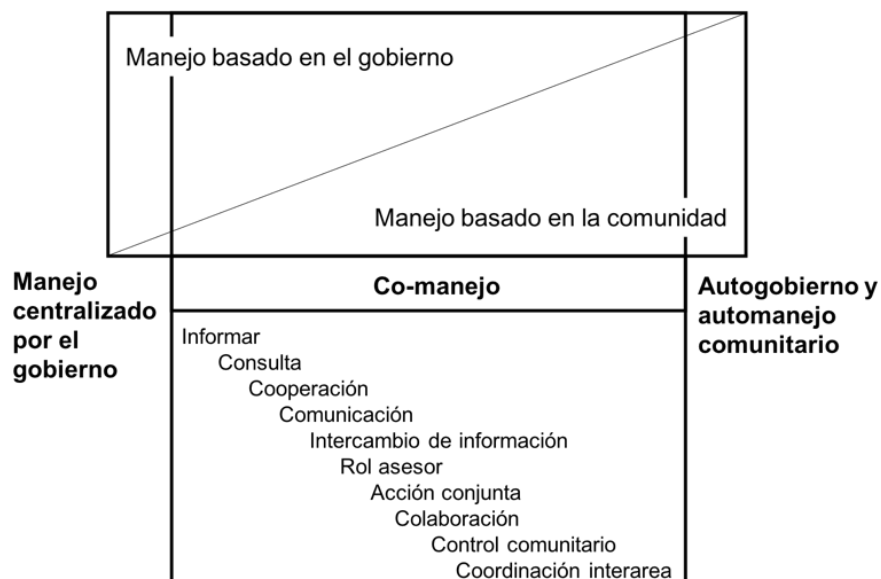 Manejo basado en el gobierno
Manejo basado en la comunidad
Manejo
centralizado
por el
gobierno
Co-manejo
Autogobierno y
automanejo
comunitario
Informar
Consulta
Cooperación
Comunicación
Intercambio de información
Rol asesor
Acción conjunta
Colaboración
Control comunitario
Coordinación interarea